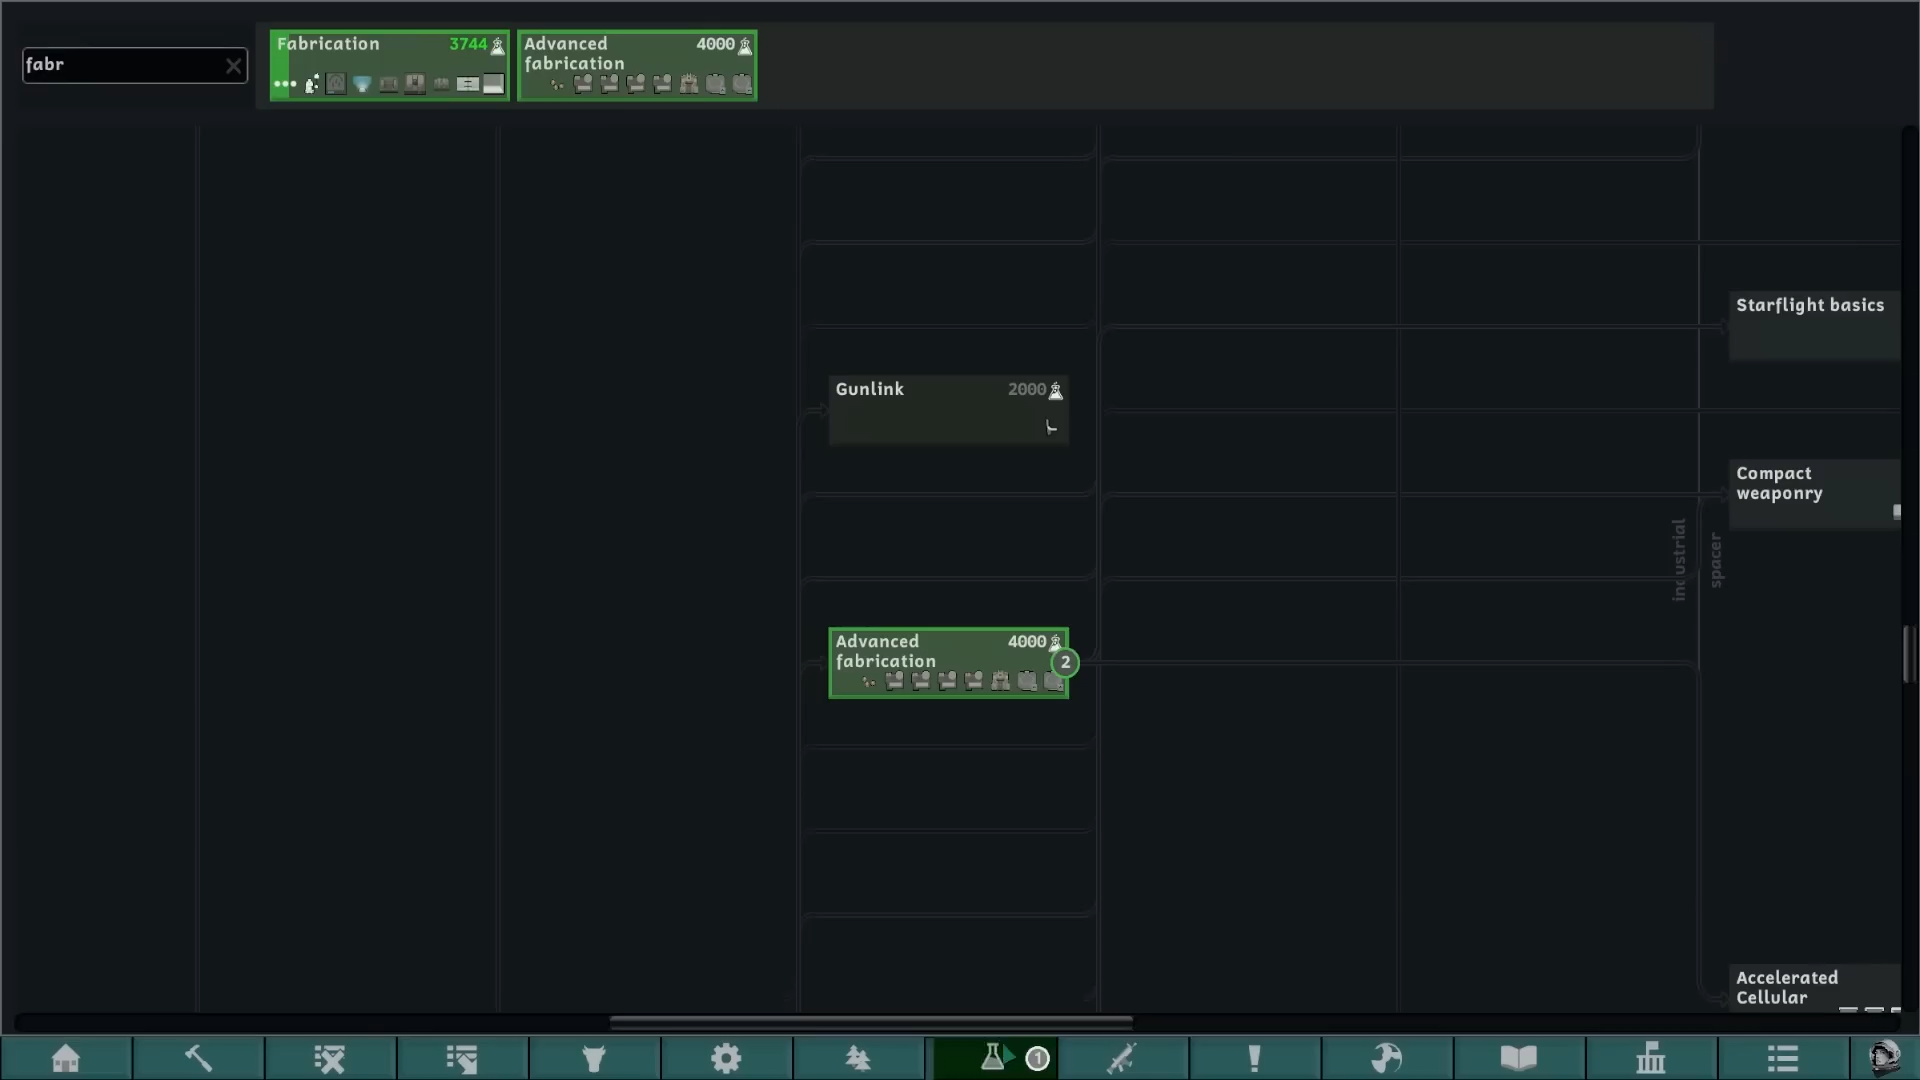 fabr
Fabrication 3744
Advanced 4000
fabrication
Starflight basics
Gunlink 2000
Compact
weaponry
industrial
spacer
Advanced 4000
fabrication
2
Accelerated
Cellular
1